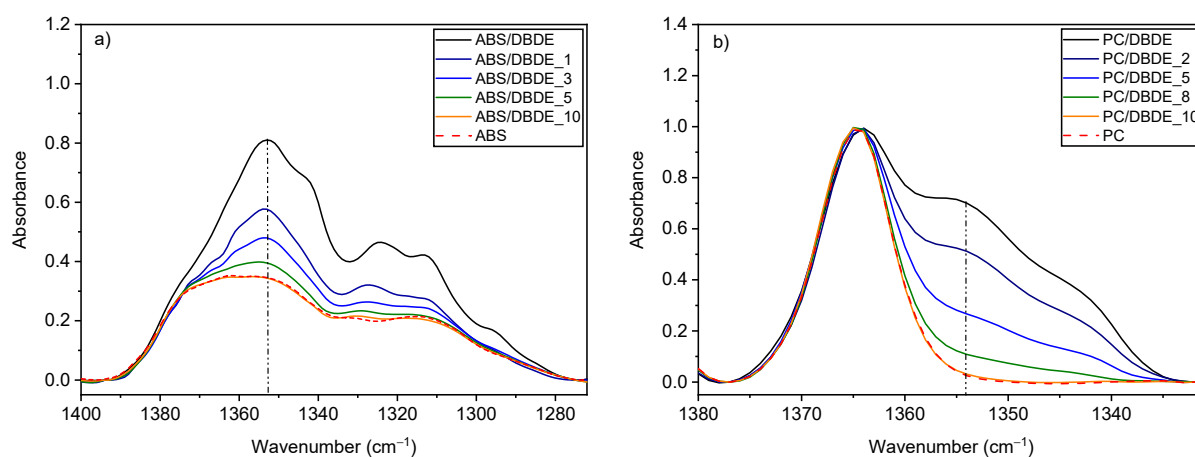 a)
ABS/DBDE
ABS/DBDE_1
ABS/DBDE_3
ABS/DBDE_5
ABS/DBDE_10
ABS
Absorbance
1.2
1.0
0.8
0.6
0.4
0.2
0.0
1400 1380 1360 1340 1320 1300 1280
Wavenumber (cm⁻¹)
b)
PC/DBDE
PC/DBDE_2
PC/DBDE_5
PC/DBDE_8
PC/DBDE_10
PC
Absorbance
1.4
1.2
1.0
0.8
0.6
0.4
0.2
0.0
1380 1370 1360 1350 1340
Wavenumber (cm⁻¹)